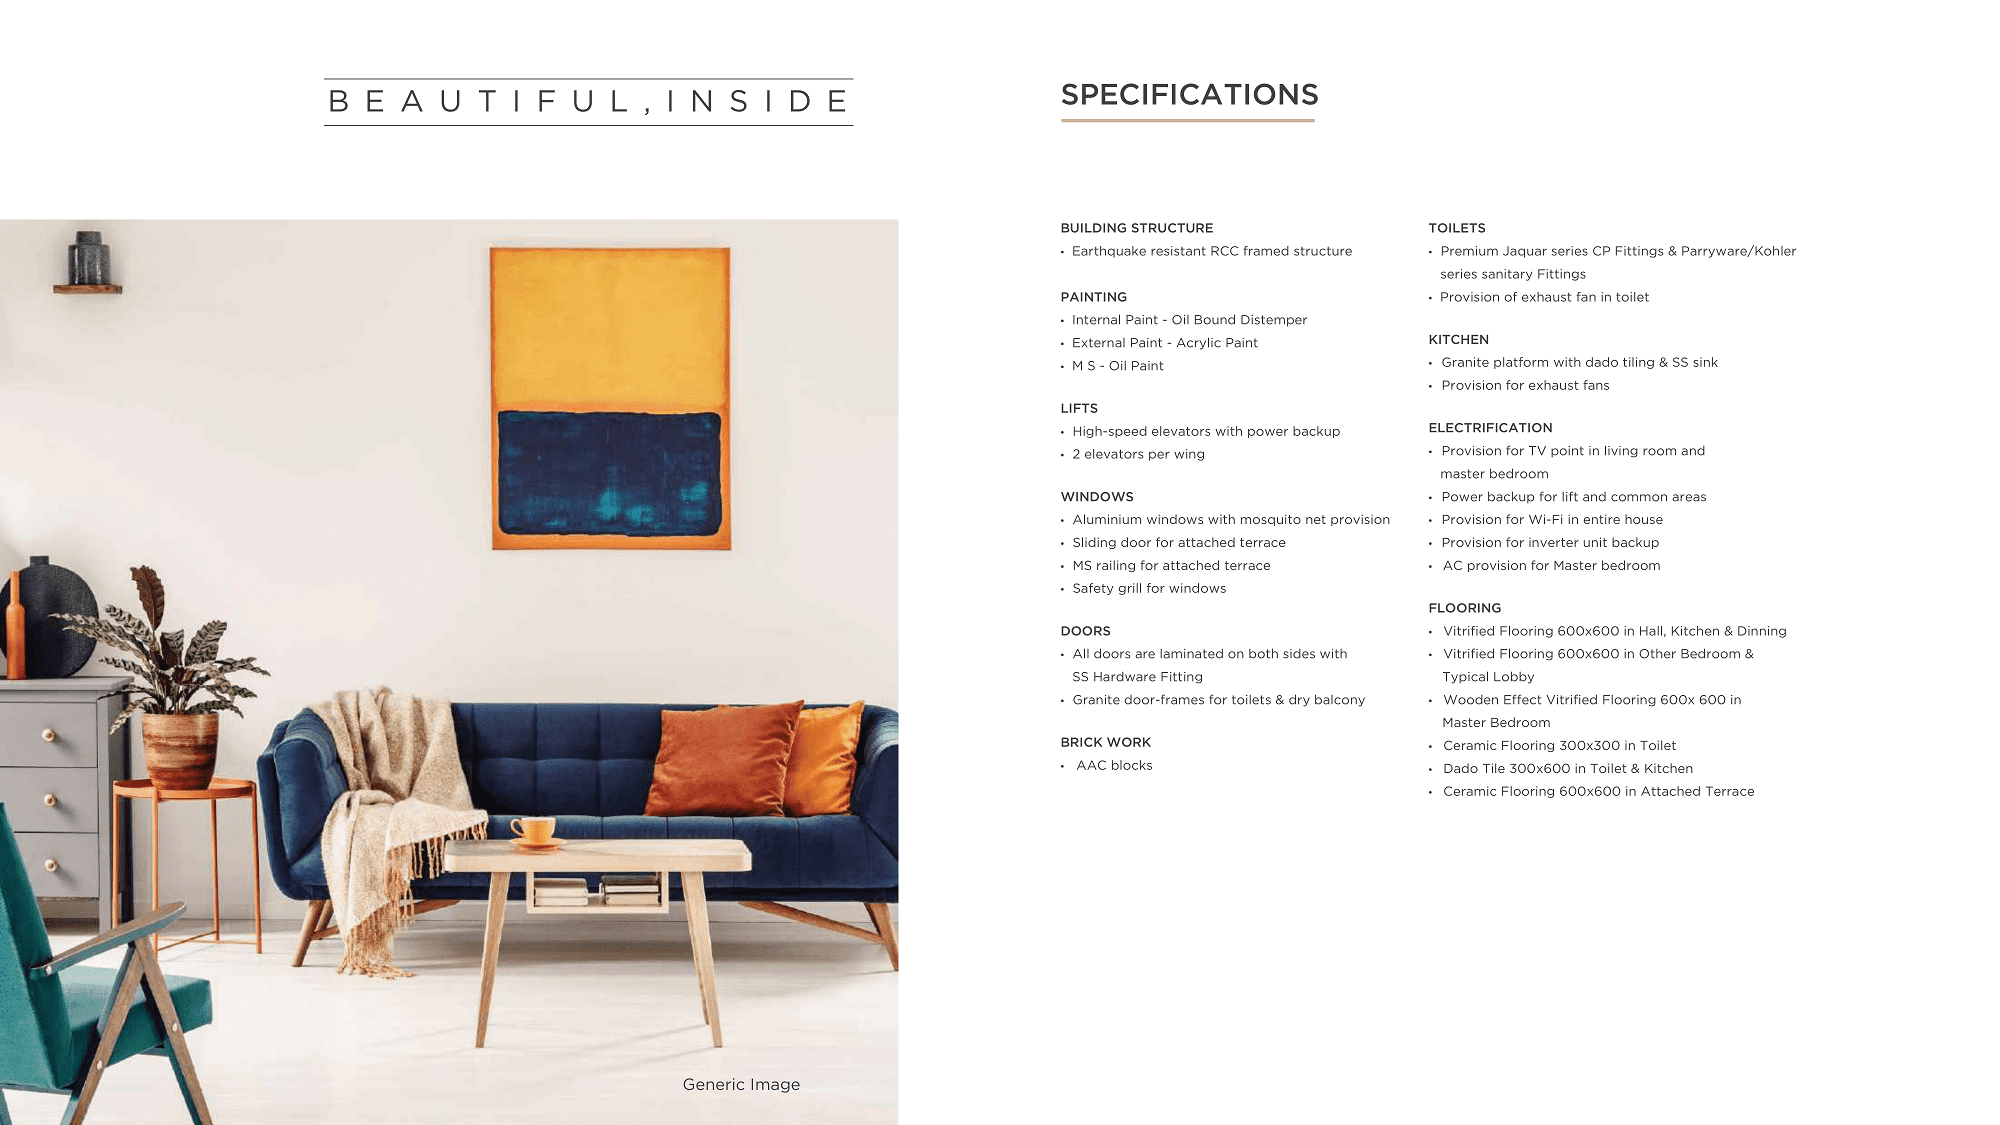 BEAUTIFUL,INSIDE
Generic Image
SPECIFICATIONS
BUILDING STRUCTURE
• Earthquake resistant RCC framed structure
PAINTING
• Internal Paint - Oil Bound Distemper
• External Paint - Acrylic Paint
• M S - Oil Paint
LIFTS
• High-speed elevators with power backup
• 2 elevators per wing
WINDOWS
• Aluminium windows with mosquito net provision
• Sliding door for attached terrace
• MS railing for attached terrace
• Safety grill for windows
DOORS
• All doors are laminated on both sides with
SS Hardware Fitting
• Granite door-frames for toilets & dry balcony
BRICK WORK
• AAC blocks
TOILETS
• Premium Jaquar series CP Fittings & Parryware/Kohler
series sanitary Fittings
• Provision of exhaust fan in toilet
KITCHEN
• Granite platform with dado tiling & SS sink
• Provision for exhaust fans
ELECTRIFICATION
• Provision for TV point in living room and
master bedroom
• Power backup for lift and common areas
• Provision for Wi-Fi in entire house
• Provision for inverter unit backup
• AC provision for Master bedroom
FLOORING
• Vitrified Flooring 600x600 in Hall, Kitchen & Dinning
• Vitrified Flooring 600x600 in Other Bedroom &
Typical Lobby
• Wooden Effect Vitrified Flooring 600x 600 in
Master Bedroom
• Ceramic Flooring 300x300 in Toilet
• Dado Tile 300x600 in Toilet & Kitchen
• Ceramic Flooring 600x600 in Attached Terrace